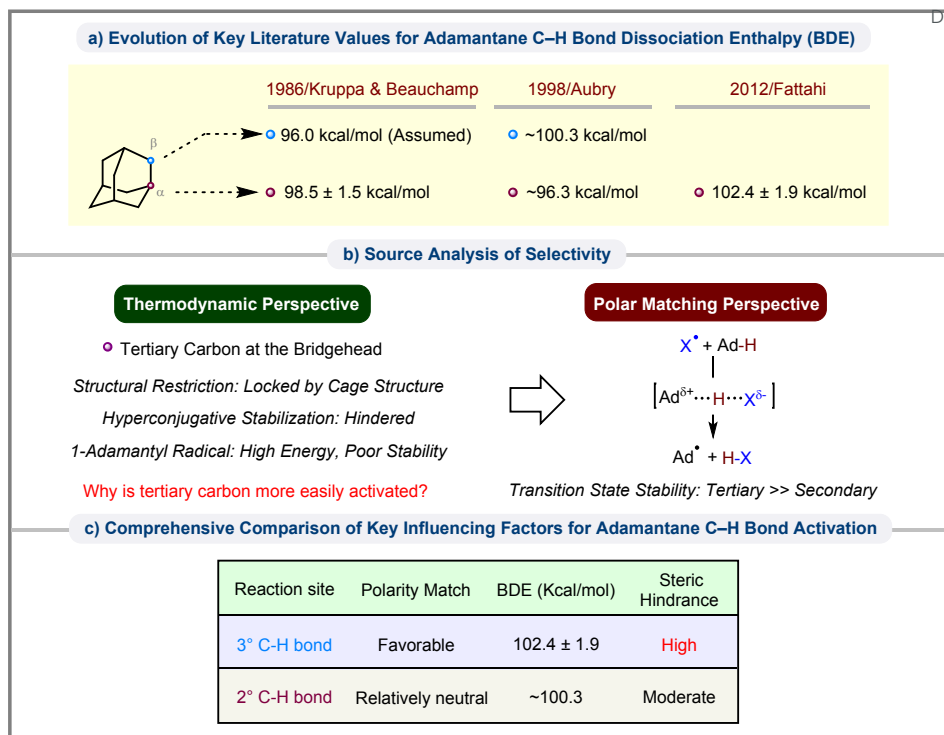 D
a) Evolution of Key Literature Values for Adamantane C–H Bond Dissociation Enthalpy (BDE)
1986/Kruppa & Beauchamp 1998/Aubry 2012/Fattahi
β 96.0 kcal/mol (Assumed) ~100.3 kcal/mol
α 98.5 ± 1.5 kcal/mol ~96.3 kcal/mol 102.4 ± 1.9 kcal/mol
b) Source Analysis of Selectivity
Thermodynamic Perspective
Tertiary Carbon at the Bridgehead
Structural Restriction: Locked by Cage Structure
Hyperconjugative Stabilization: Hindered
1-Adamantyl Radical: High Energy, Poor Stability
Why is tertiary carbon more easily activated?
Polar Matching Perspective
X• + Ad-H
[Adδ+···H···Xδ-]
Ad• + H-X
Transition State Stability: Tertiary >> Secondary
c) Comprehensive Comparison of Key Influencing Factors for Adamantane C–H Bond Activation
Reaction site Polarity Match BDE (Kcal/mol) Steric
Hindrance
3° C-H bond Favorable 102.4 ± 1.9 High
2° C-H bond Relatively neutral ~100.3 Moderate